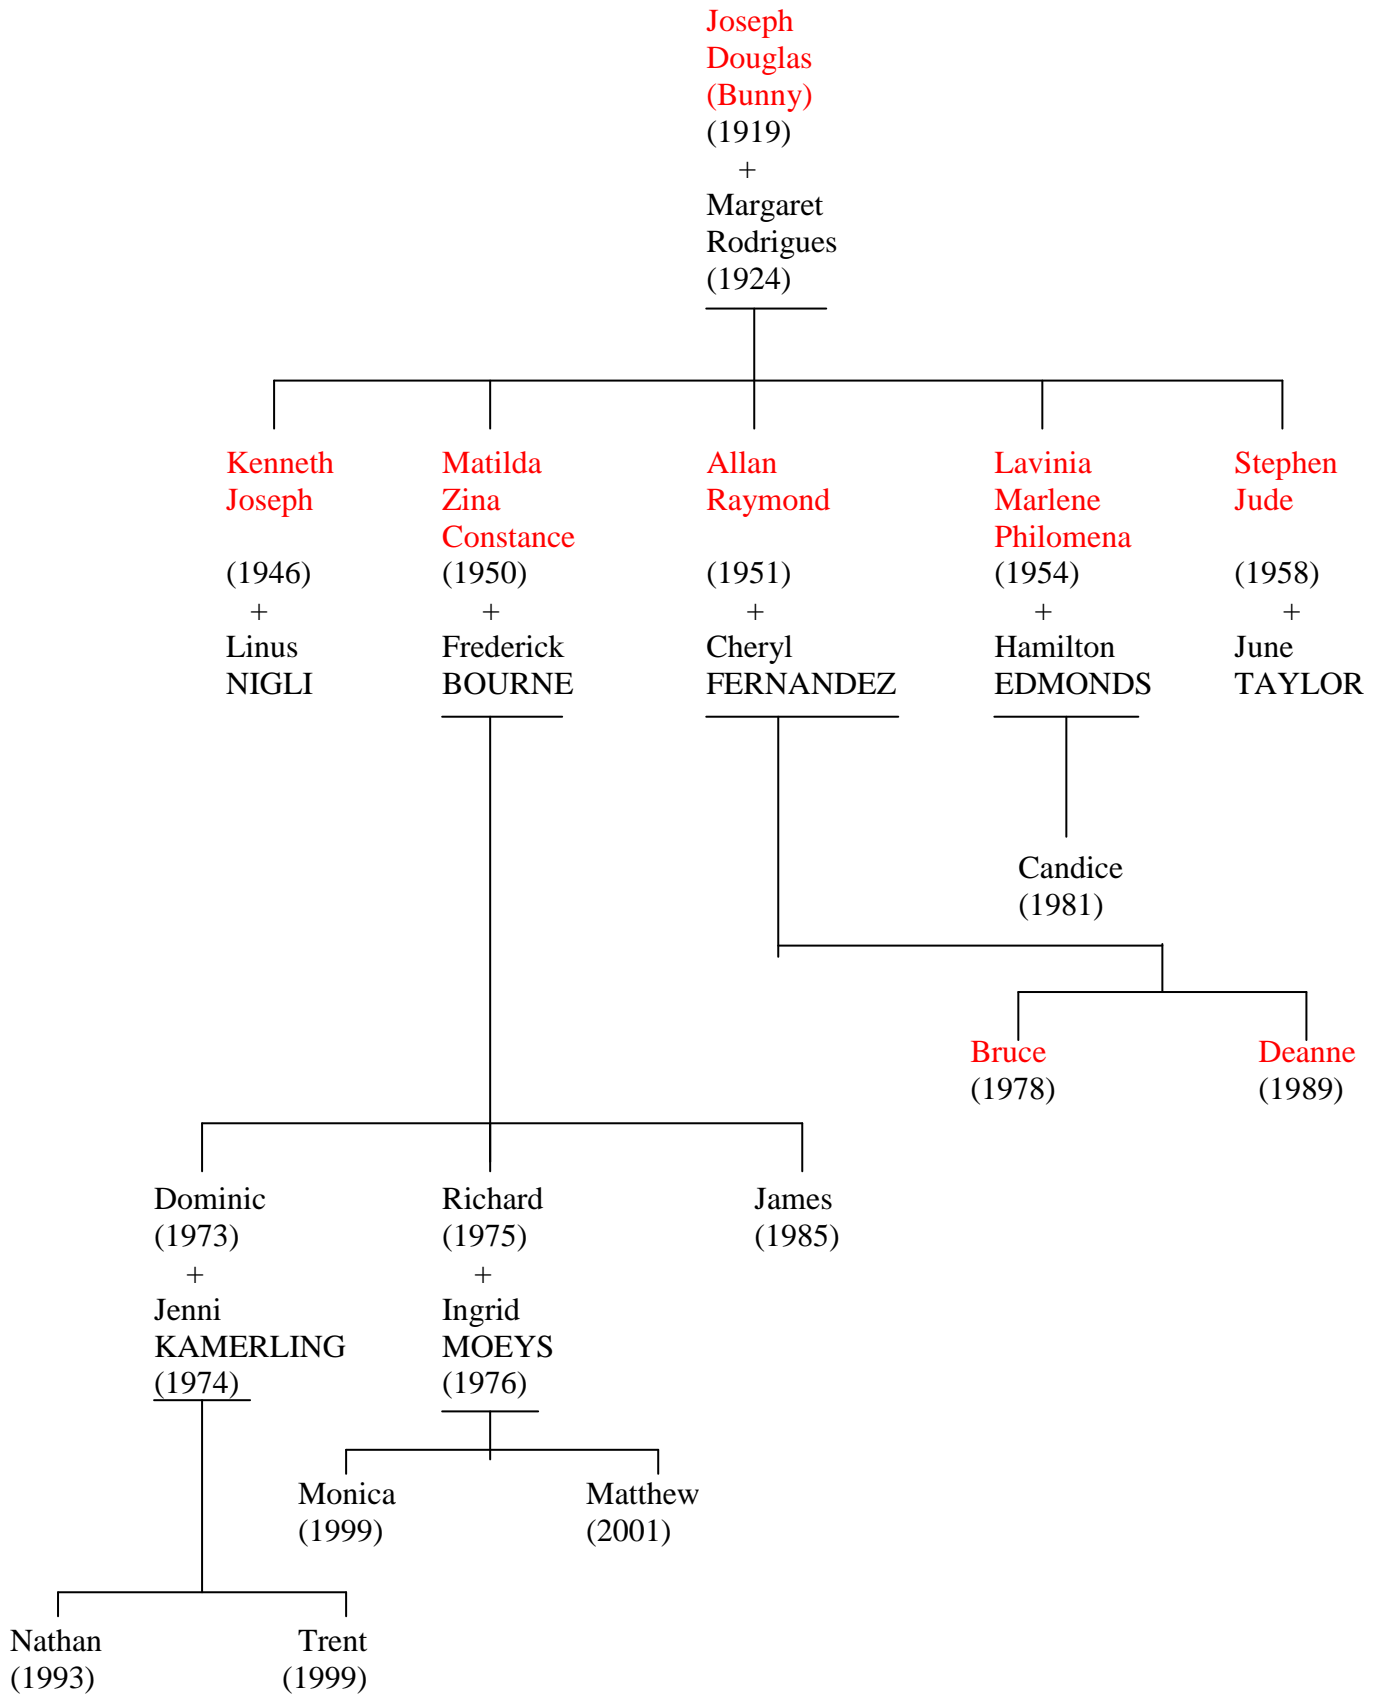 Joseph
Douglas
(Bunny)
(1919)
+
Margaret
Rodrigues
(1924)
Kenneth
Joseph
(1946)
+
Linus
NIGLI
Matilda
Zina
Constance
(1950)
+
Frederick
BOURNE
Allan
Raymond
(1951)
+
Cheryl
FERNANDEZ
Lavinia
Marlene
Philomena
(1954)
+
Hamilton
EDMONDS
Stephen
Jude
(1958)
+
June
TAYLOR
Candice
(1981)
Bruce
(1978)
Deanne
(1989)
Dominic
(1973)
+
Jenni
KAMERLING
(1974)
Richard
(1975)
+
Ingrid
MOEYS
(1976)
James
(1985)
Monica
(1999)
Matthew
(2001)
Nathan
(1993)
Trent
(1999)